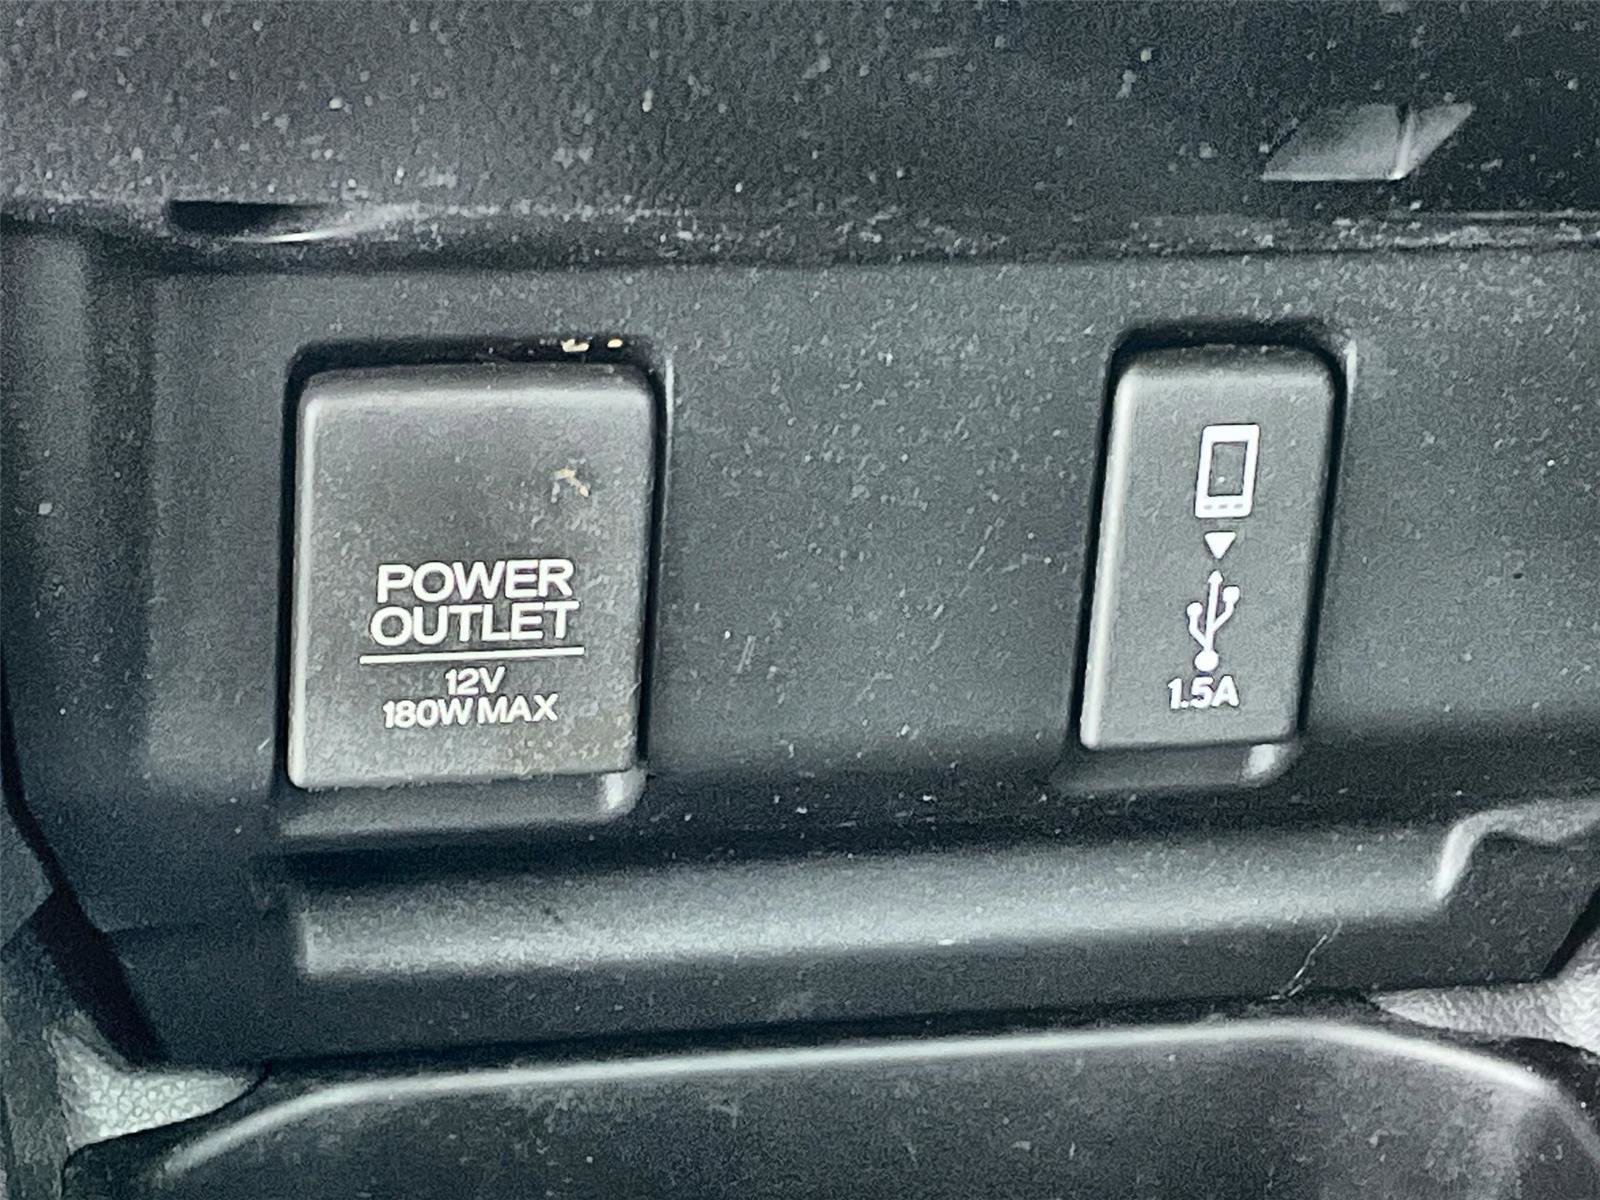 POWER
OUTLET
12V
180W MAX
1.5A